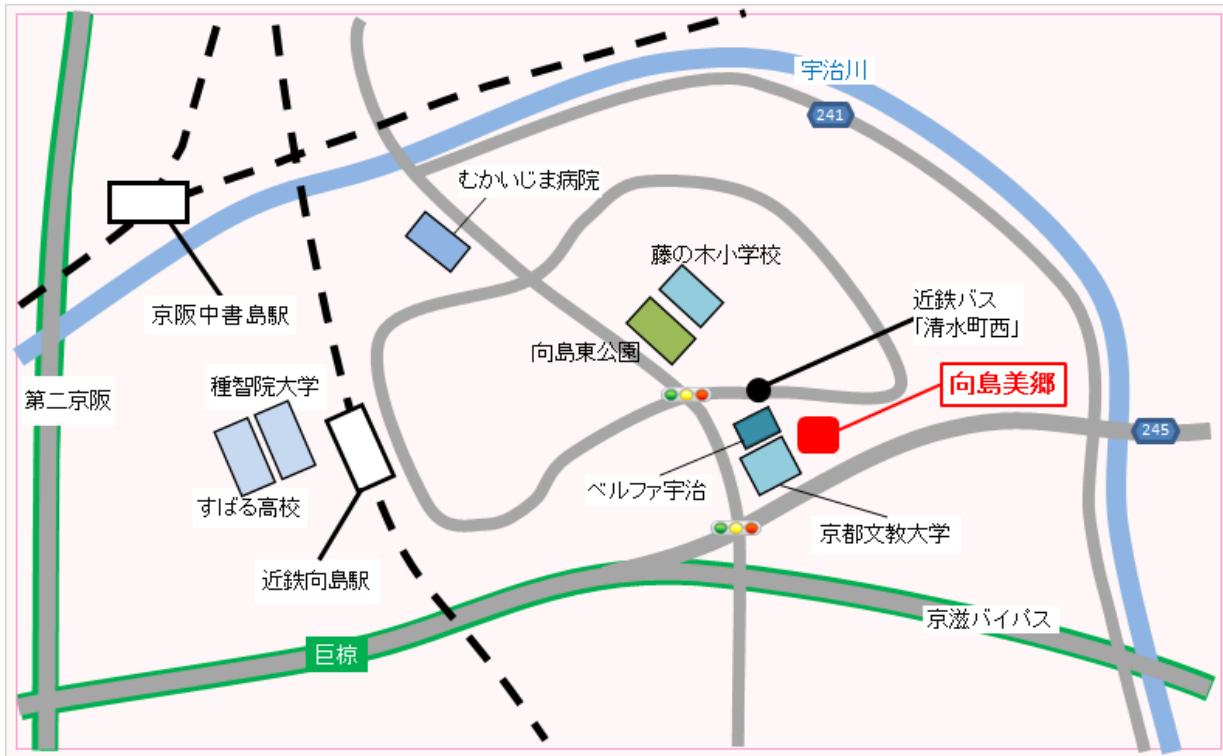 宇治川
241
むかいじま病院
藤の木小学校
近鉄バス
「清水町西」
京阪中書島駅
向島東公園
向島美郷
種智院大学
第二京阪
245
ベルファ宇治
すばる高校
京都文教大学
近鉄向島駅
京滋バイパス
巨椋